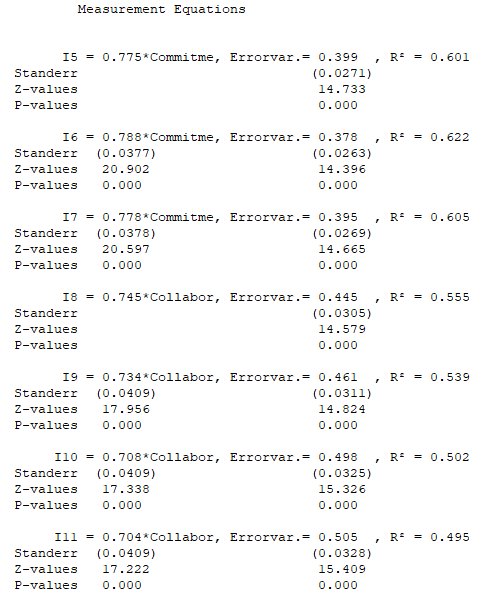 Measurement Equations
I5 = 0.775*Commitme, Errorvar.= 0.399 , R² = 0.601
Standerr (0.0271)
Z-values 14.733
P-values 0.000
I6 = 0.788*Commitme, Errorvar.= 0.378 , R² = 0.622
Standerr (0.0377) (0.0263)
Z-values 20.902 14.396
P-values 0.000 0.000
I7 = 0.778*Commitme, Errorvar.= 0.395 , R² = 0.605
Standerr (0.0378) (0.0269)
Z-values 20.597 14.665
P-values 0.000 0.000
I8 = 0.745*Collabor, Errorvar.= 0.445 , R² = 0.555
Standerr (0.0305)
Z-values 14.579
P-values 0.000
I9 = 0.734*Collabor, Errorvar.= 0.461 , R² = 0.539
Standerr (0.0409) (0.0311)
Z-values 17.956 14.824
P-values 0.000 0.000
I10 = 0.708*Collabor, Errorvar.= 0.498 , R² = 0.502
Standerr (0.0409) (0.0325)
Z-values 17.338 15.326
P-values 0.000 0.000
I11 = 0.704*Collabor, Errorvar.= 0.505 , R² = 0.495
Standerr (0.0409) (0.0328)
Z-values 17.222 15.409
P-values 0.000 0.000